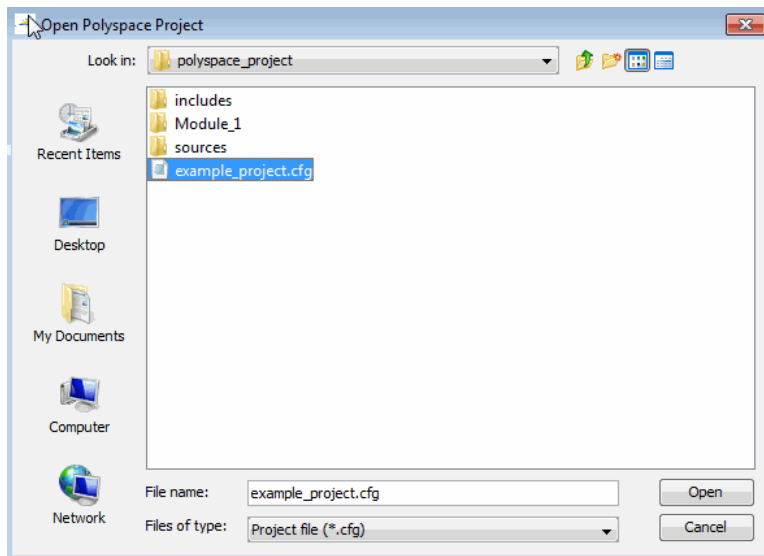 Open Polyspace Project
Look in:
polyspace_project
includes
Module_1
sources
example_project.cfg
Recent Items
Desktop
My Documents
Computer
Network
File name:
example_project.cfg
Open
Files of type:
Project file (*.cfg)
Cancel